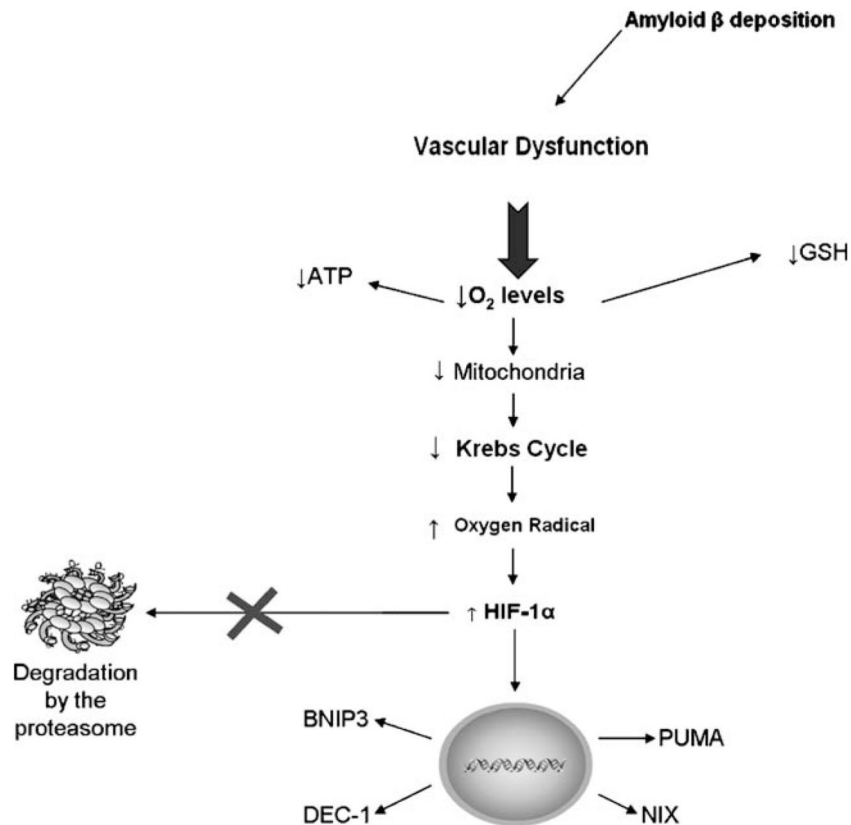 Amyloid β deposition
Vascular Dysfunction
↓GSH
↓ATP
↓O₂ levels
↓ Mitochondria
↓ Krebs Cycle
↑ Oxygen Radical
↑ HIF-1α
Degradation
by the
proteasome
BNIP3
PUMA
DEC-1
NIX